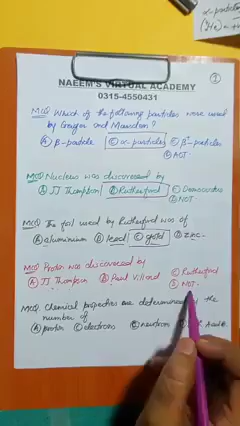 ①
α-particle
NAEEM'S VIRTUAL ACADEMY
0315-4550431
MCQ Which of the following particles were used
by Geiger and Marsden?
Ⓐ β-particle Ⓒ α-particles Ⓒ β⁺-particles
Ⓓ AOT
MCQ Nucleus was discovered by
Ⓐ JJ Thompson Ⓑ Rutherford Ⓒ Democritus
Ⓓ NOT
MCQ The foil used by Rutherford was of
Ⓐ aluminium Ⓑ lead Ⓒ gold Ⓓ zinc
MCQ Proton was discovered by
Ⓐ JJ Thompson Ⓑ Paul Villard Ⓒ Rutherford
Ⓓ NOT.
MCQ Chemical properties are determined the
number of
Ⓐ proton Ⓒ electrons Ⓒ neutron